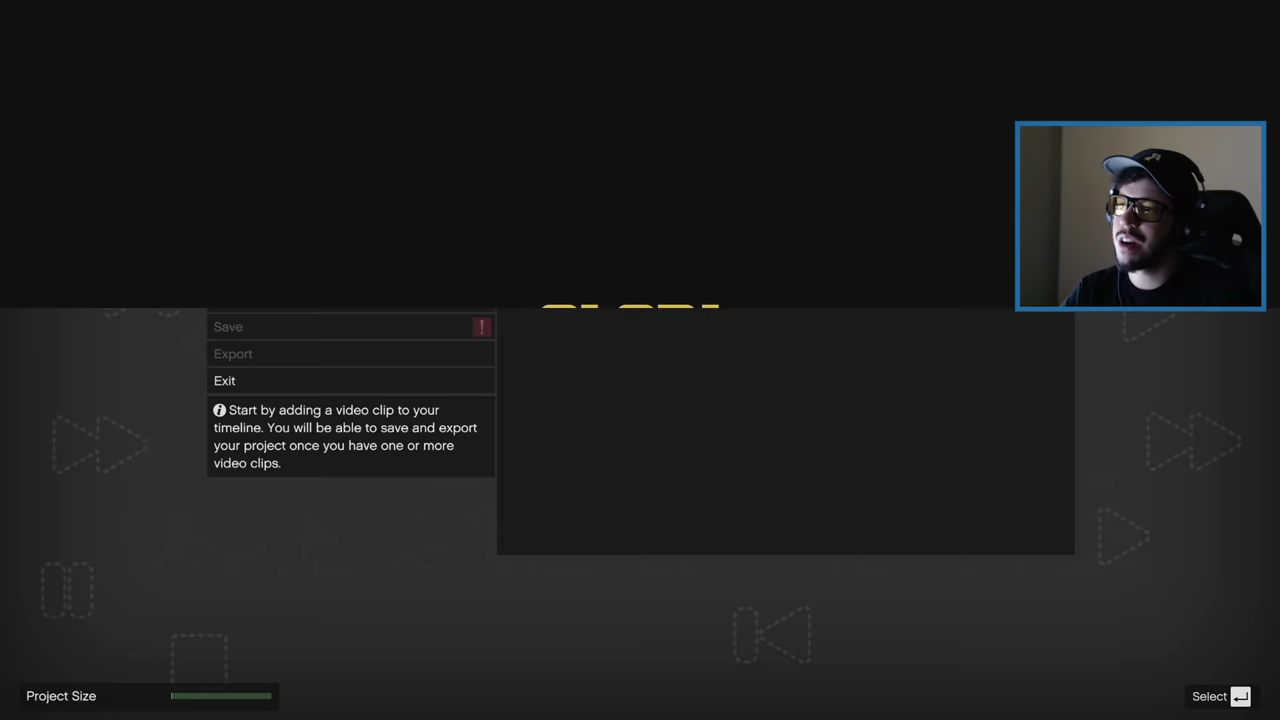 Save
Export
Exit
Start by adding a video clip to your
timeline. You will be able to save and export
your project once you have one or more
video clips.
Project Size
Select